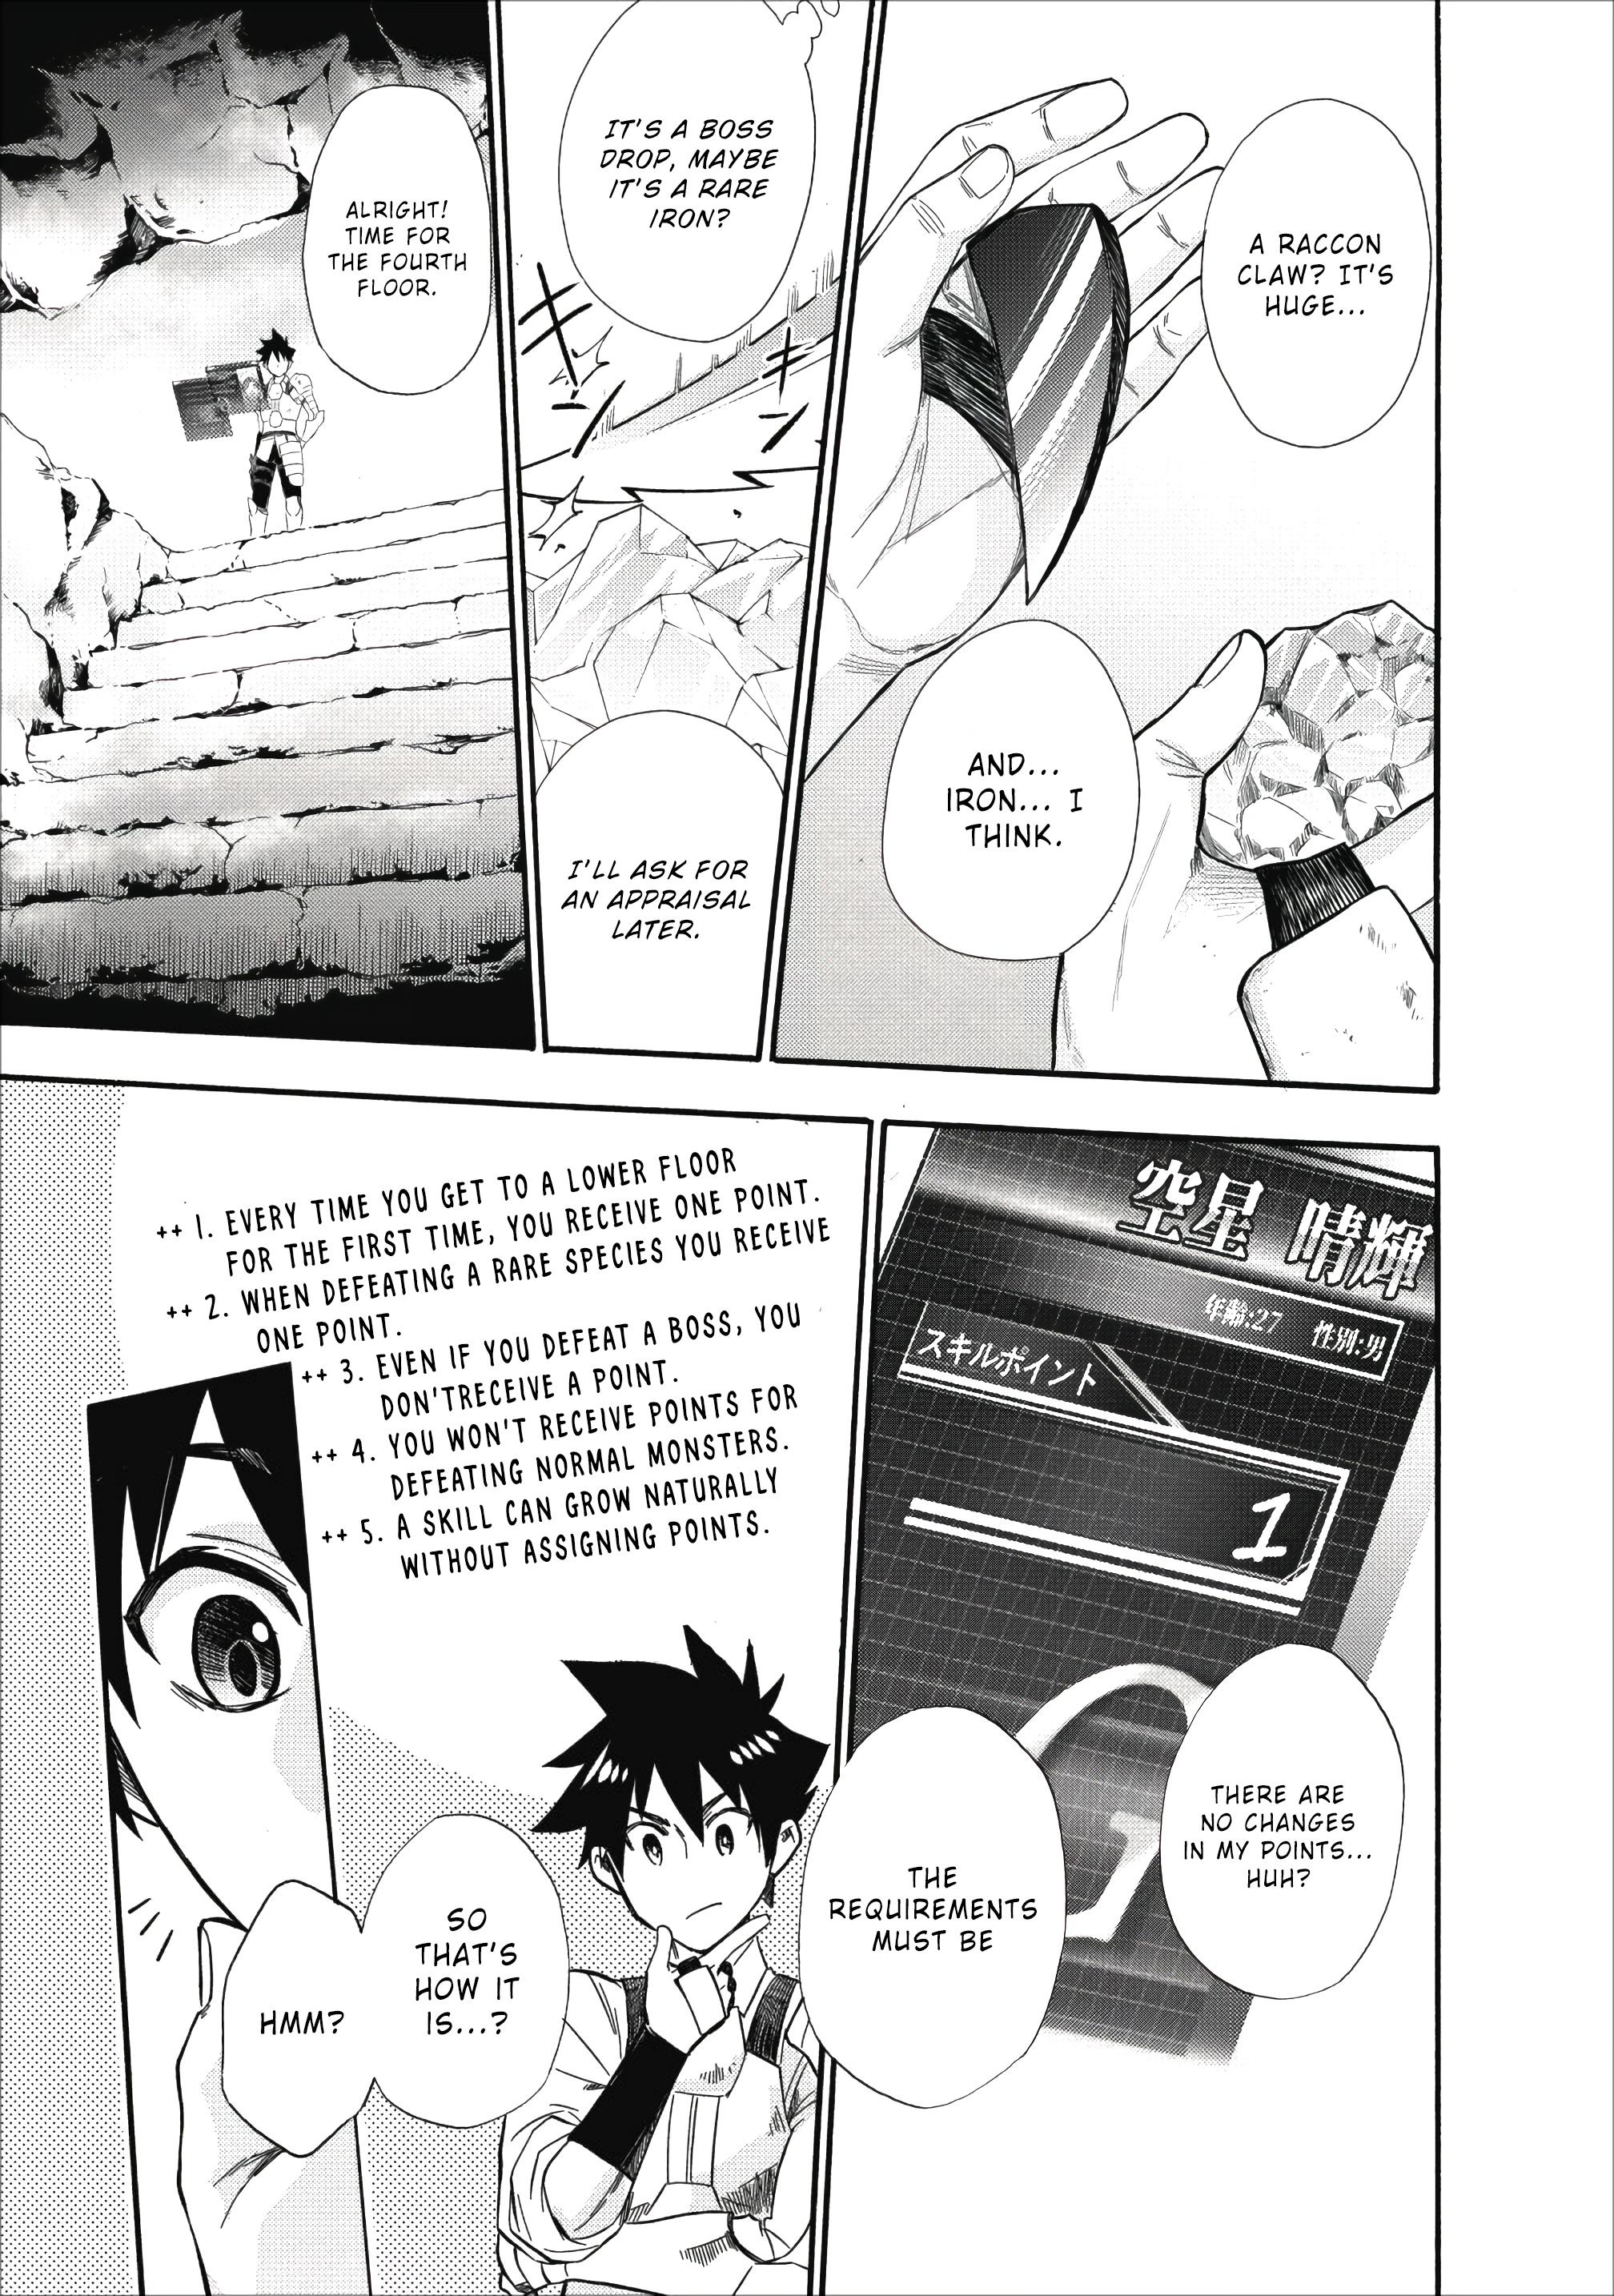 A RACCON
CLAW? IT'S
HUGE...
AND...
IRON... I
THINK.
IT'S A BOSS
DROP, MAYBE
IT'S A RARE
IRON?
I'LL ASK FOR
AN APPRAISAL
LATER.
ALRIGHT!
TIME FOR
THE FOURTH
FLOOR.
空星 晴輝
年齢:27 性別:男
スキルポイント
1
THERE ARE
NO CHANGES
IN MY POINTS...
HUH?
THE
REQUIREMENTS
MUST BE
++ 1. EVERY TIME YOU GET TO A LOWER FLOOR
FOR THE FIRST TIME, YOU RECEIVE ONE POINT.
++ 2. WHEN DEFEATING A RARE SPECIES YOU RECEIVE
ONE POINT.
++ 3. EVEN IF YOU DEFEAT A BOSS, YOU
DON'TRECEIVE A POINT.
++ 4. YOU WON'T RECEIVE POINTS FOR
DEFEATING NORMAL MONSTERS.
++ 5. A SKILL CAN GROW NATURALLY
WITHOUT ASSIGNING POINTS.
SO
THAT'S
HOW IT
IS...?
HMM?